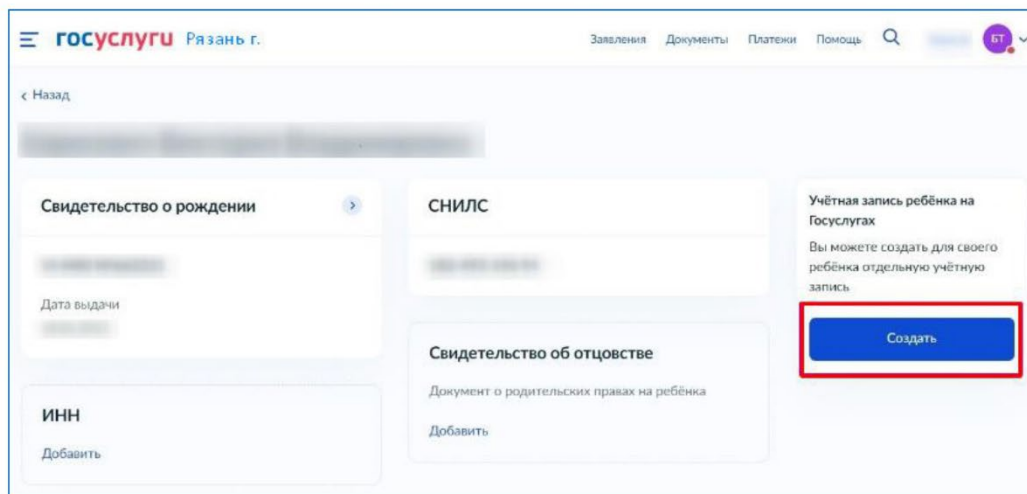 госуслуги Рязань г.
Заявления Документы Платежи Помощь
БТ
Назад
Свидетельство о рождении
Дата выдачи
ИНН
Добавить
СНИЛС
Свидетельство об отцовстве
Документ о родительских правах на ребёнка
Добавить
Учётная запись ребёнка на
Госуслугах
Вы можете создать для своего
ребёнка отдельную учётную
запись
Создать